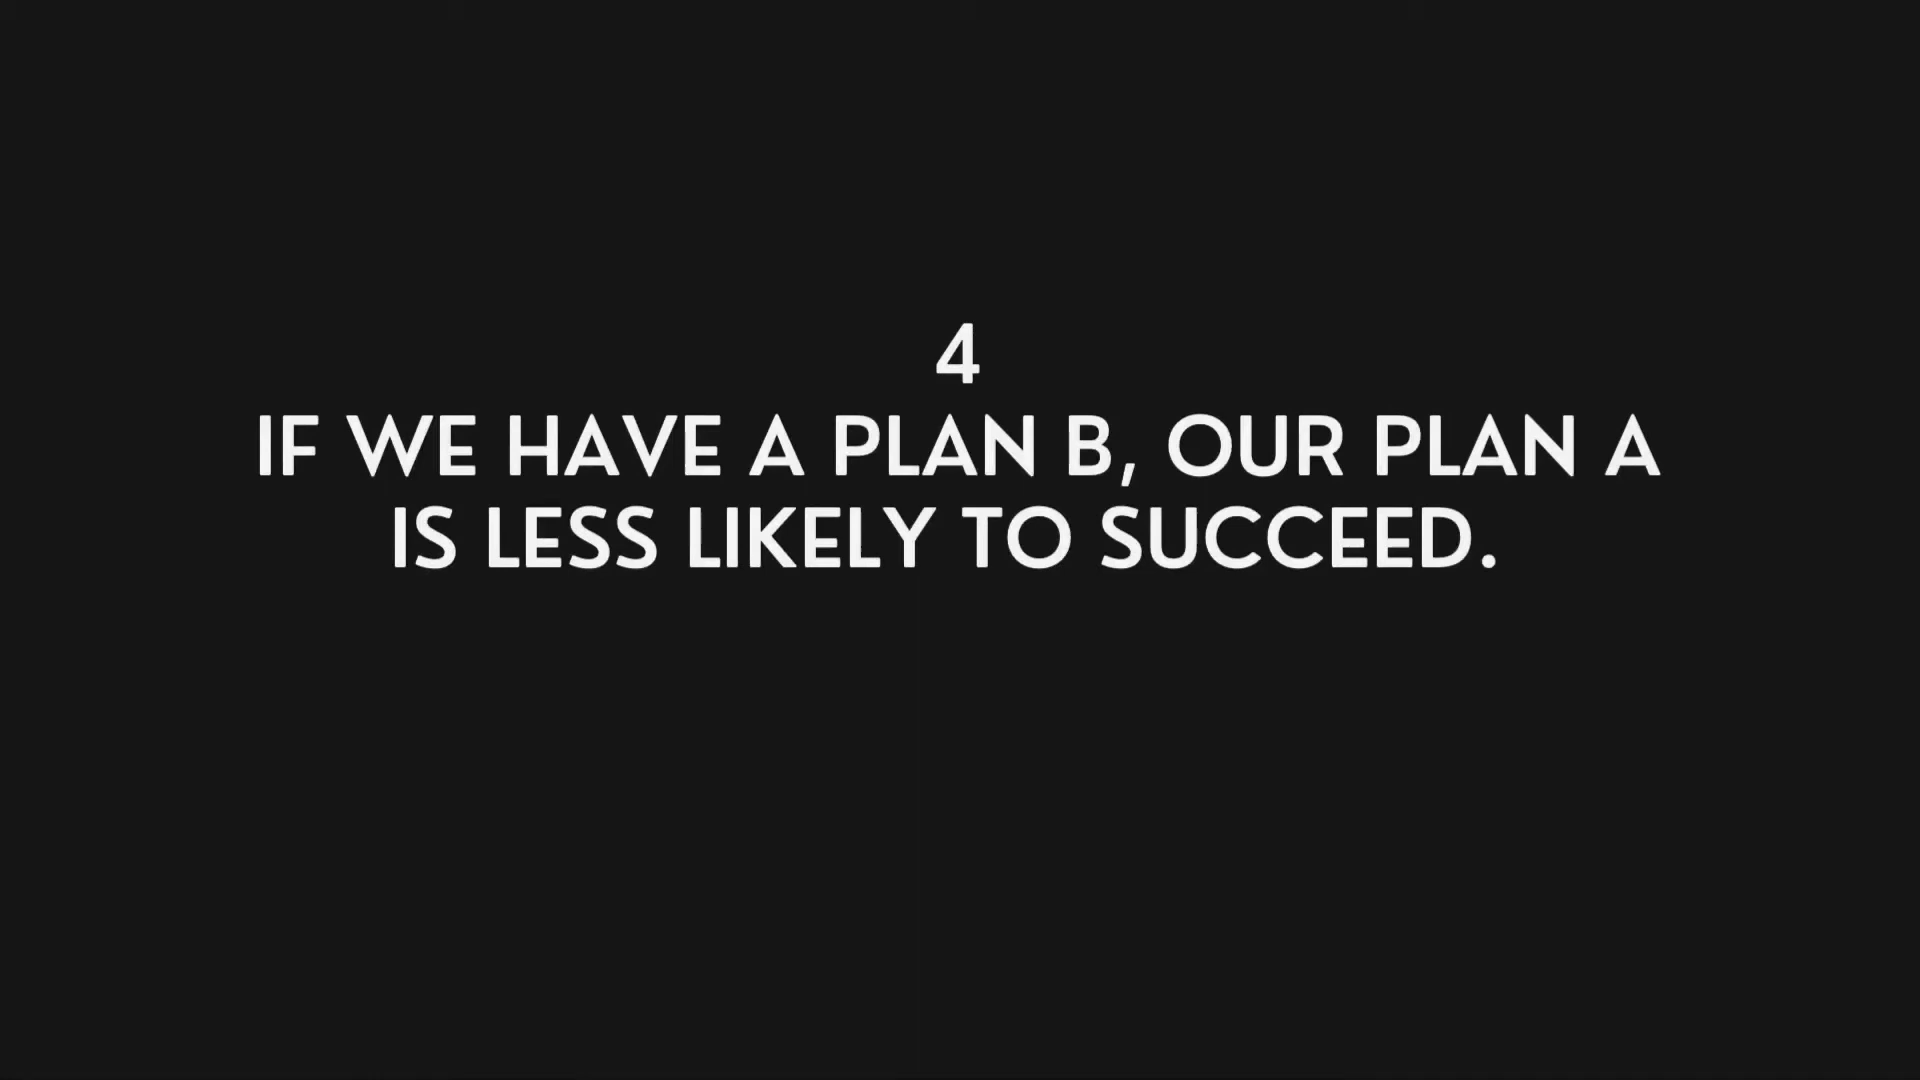 4
IF WE HAVE A PLAN B, OUR PLAN A
IS LESS LIKELY TO SUCCEED.